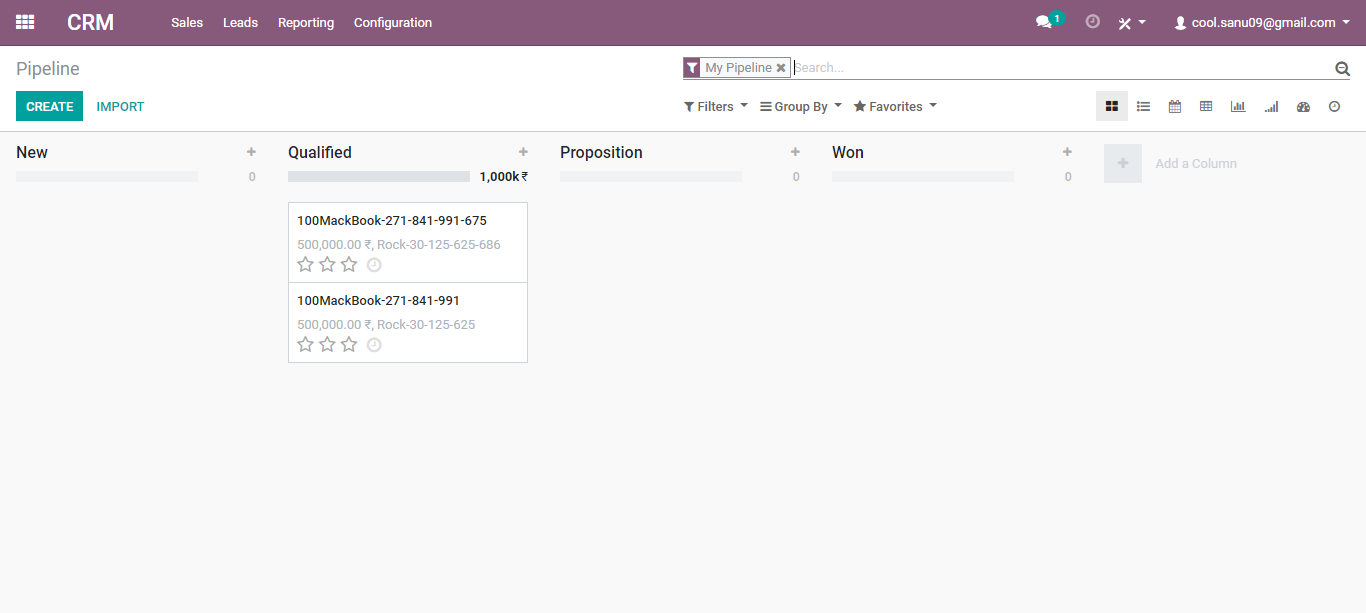 CRM Sales Leads Reporting Configuration 1 cool.sanu09@gmail.com
Pipeline
My Pipeline Search...
CREATE IMPORT
Filters Group By Favorites
New
0
Qualified
1,000k ₹
100MackBook-271-841-991-675
500,000.00 ₹, Rock-30-125-625-686
100MackBook-271-841-991
500,000.00 ₹, Rock-30-125-625
Proposition
0
Won
0
Add a Column